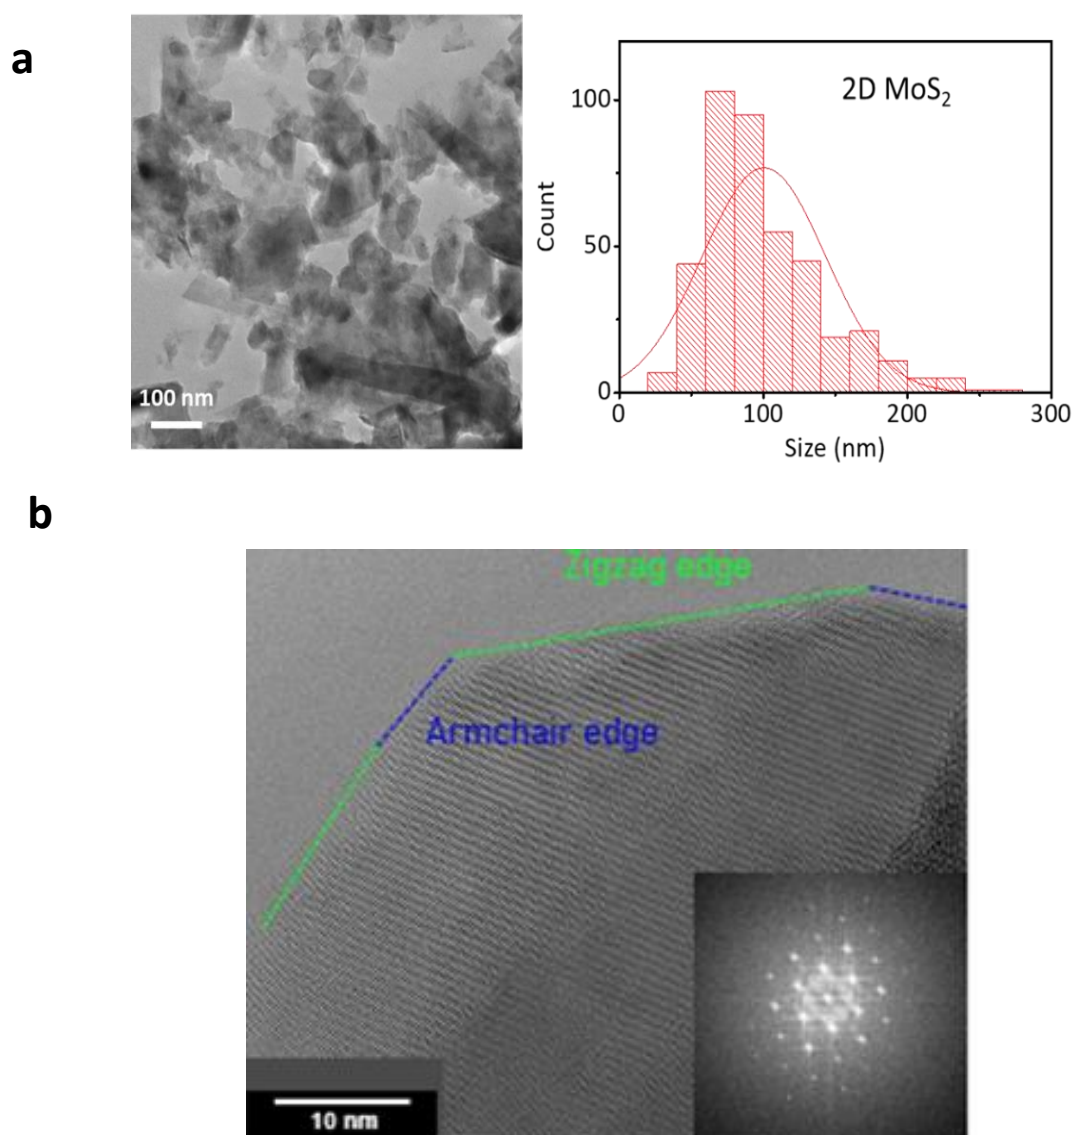 a
100 nm
2D MoS₂
Count
100
50
0
0 100 200 300
Size (nm)
b
Zigzag edge
Armchair edge
10 nm